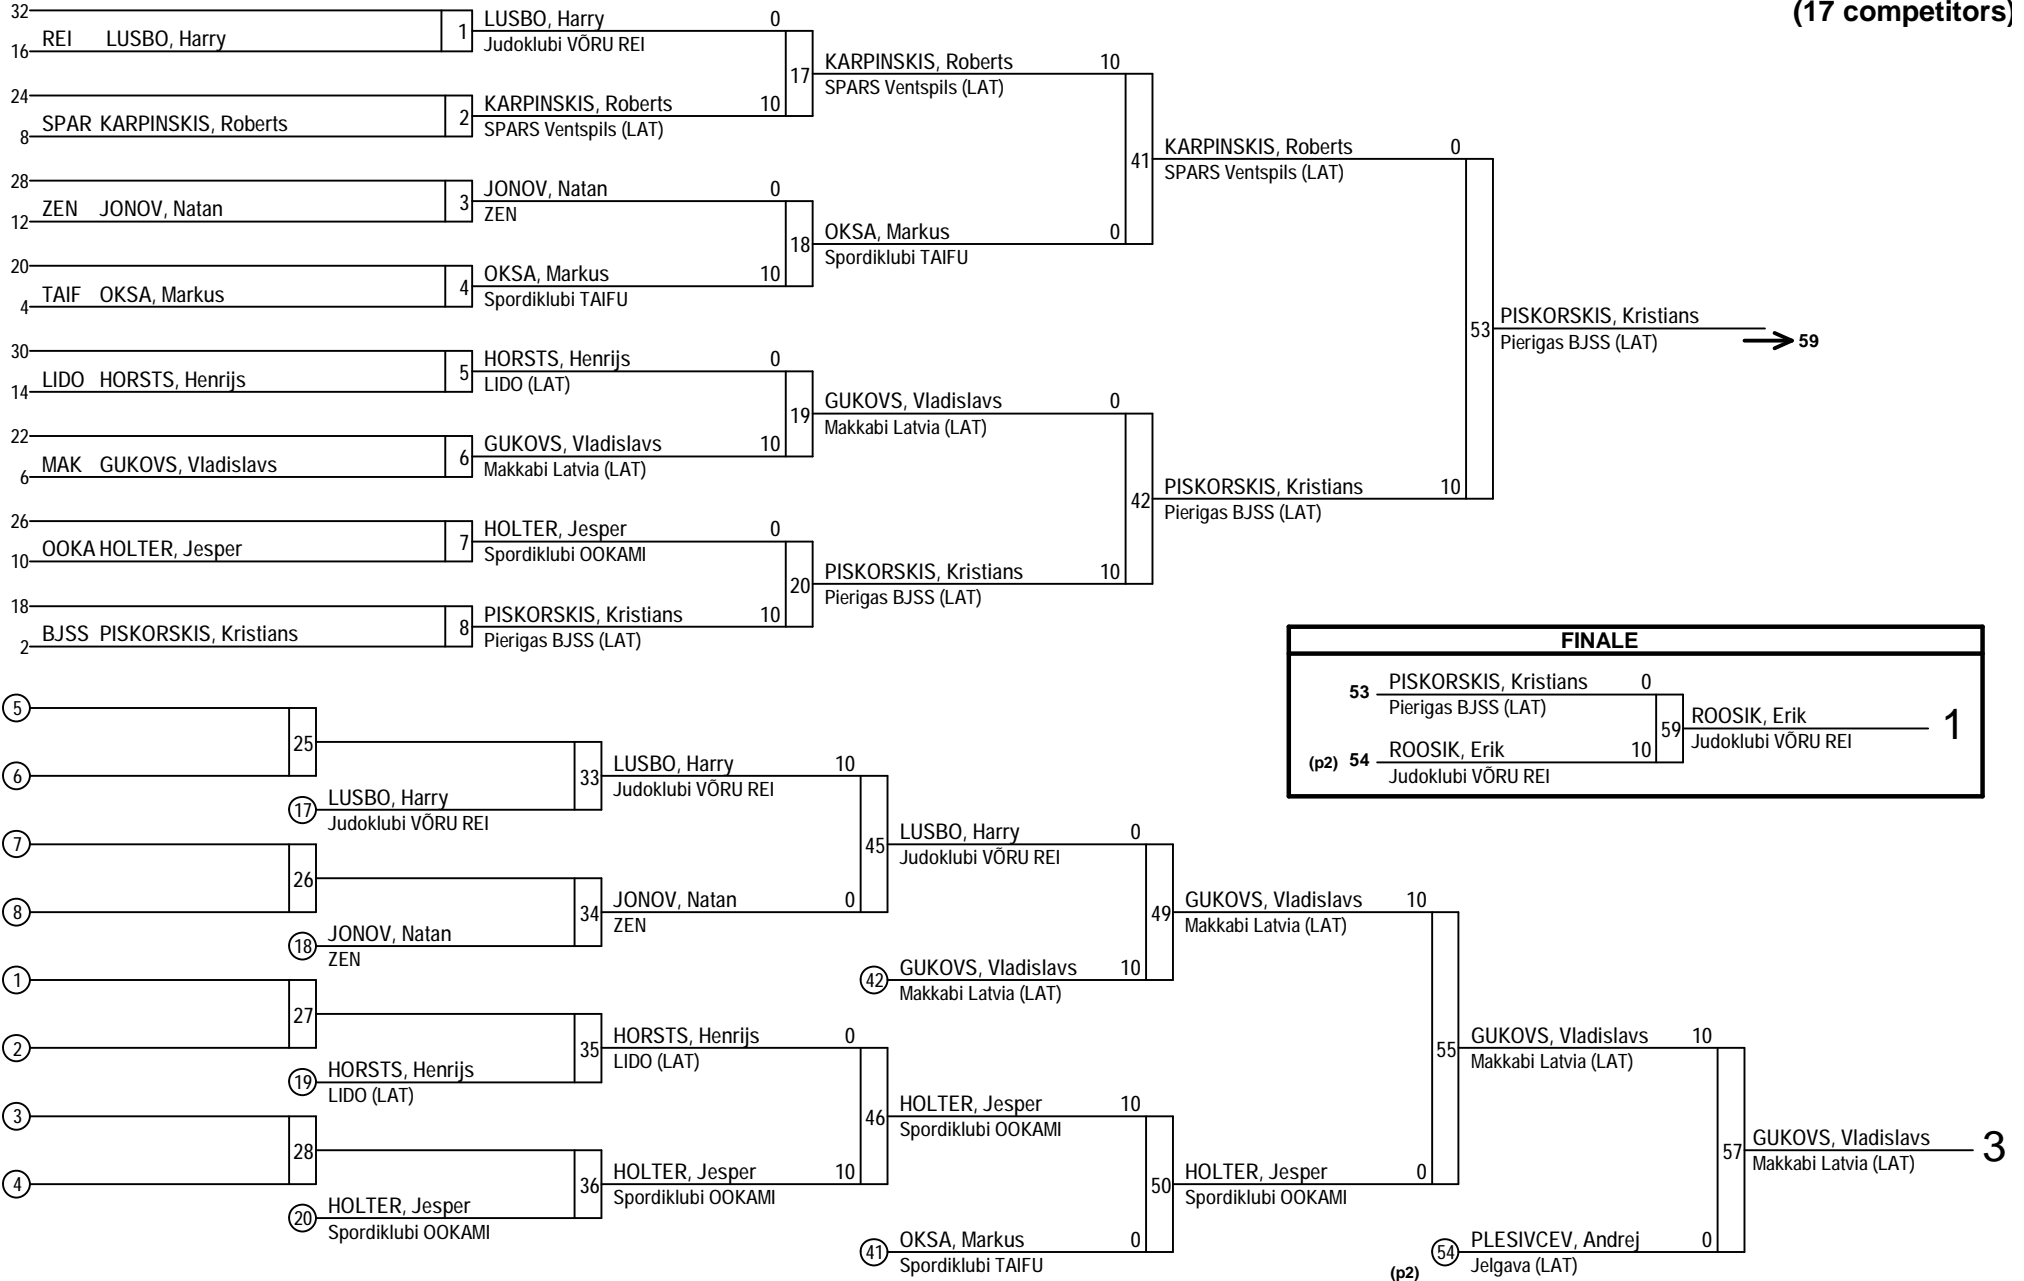 (17 competitors)
32
REI LUSBO, Harry
16
1
LUSBO, Harry 0
Judoklubi VÕRU REI
17
KARPINSKIS, Roberts 10
SPARS Ventspils (LAT)
24
SPAR KARPINSKIS, Roberts
8
2
KARPINSKIS, Roberts 10
SPARS Ventspils (LAT)
41
KARPINSKIS, Roberts 0
SPARS Ventspils (LAT)
28
ZEN JONOV, Natan
12
3
JONOV, Natan 0
ZEN
18
OKSA, Markus 0
Spordiklubi TAIFU
20
TAIF OKSA, Markus
4
4
OKSA, Markus 10
Spordiklubi TAIFU
53
PISKORSKIS, Kristians
Pierigas BJSS (LAT)
59
30
LIDO HORSTS, Henrijs
14
5
HORSTS, Henrijs 0
LIDO (LAT)
19
GUKOVS, Vladislavs 0
Makkabi Latvia (LAT)
22
MAK GUKOVS, Vladislavs
6
6
GUKOVS, Vladislavs 10
Makkabi Latvia (LAT)
42
PISKORSKIS, Kristians 10
Pierigas BJSS (LAT)
26
OOKA HOLTER, Jesper
10
7
HOLTER, Jesper 0
Spordiklubi OOKAMI
20
PISKORSKIS, Kristians 10
Pierigas BJSS (LAT)
18
BJSS PISKORSKIS, Kristians
2
8
PISKORSKIS, Kristians 10
Pierigas BJSS (LAT)
FINALE
53 PISKORSKIS, Kristians 0
Pierigas BJSS (LAT)
59
ROOSIK, Erik 1
Judoklubi VÕRU REI
(p2) 54 ROOSIK, Erik 10
Judoklubi VÕRU REI
5
25
6
33
LUSBO, Harry 10
Judoklubi VÕRU REI
17 LUSBO, Harry
Judoklubi VÕRU REI
7
26
8
45
LUSBO, Harry 0
Judoklubi VÕRU REI
34
JONOV, Natan 0
ZEN
18 JONOV, Natan
ZEN
49
GUKOVS, Vladislavs 10
Makkabi Latvia (LAT)
42 GUKOVS, Vladislavs 10
Makkabi Latvia (LAT)
1
27
2
35
HORSTS, Henrijs 0
LIDO (LAT)
19 HORSTS, Henrijs
LIDO (LAT)
55
GUKOVS, Vladislavs 10
Makkabi Latvia (LAT)
3
28
4
46
HOLTER, Jesper 10
Spordiklubi OOKAMI
36
HOLTER, Jesper 10
Spordiklubi OOKAMI
20 HOLTER, Jesper
Spordiklubi OOKAMI
50
HOLTER, Jesper 0
Spordiklubi OOKAMI
57
GUKOVS, Vladislavs 3
Makkabi Latvia (LAT)
41 OKSA, Markus 0
Spordiklubi TAIFU
(p2) 54 PLESIVCEV, Andrej 0
Jelgava (LAT)